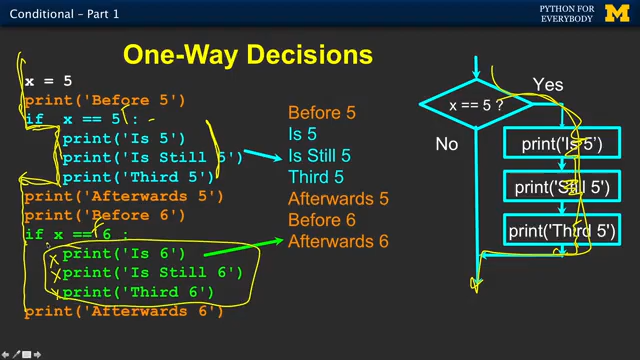 Conditional – Part 1
PYTHON FOR
EVERYBODY
One-Way Decisions
x = 5
print('Before 5')
if x == 5 :
print('Is 5')
print('Is Still 5')
print('Third 5')
print('Afterwards 5')
print('Before 6')
if x == 6 :
print('Is 6')
print('Is Still 6')
print('Third 6')
print('Afterwards 6')
Before 5
Is 5
Is Still 5
Third 5
Afterwards 5
Before 6
Afterwards 6
x == 5 ?
Yes
No
print('Is 5')
print('Still 5')
print('Third 5')